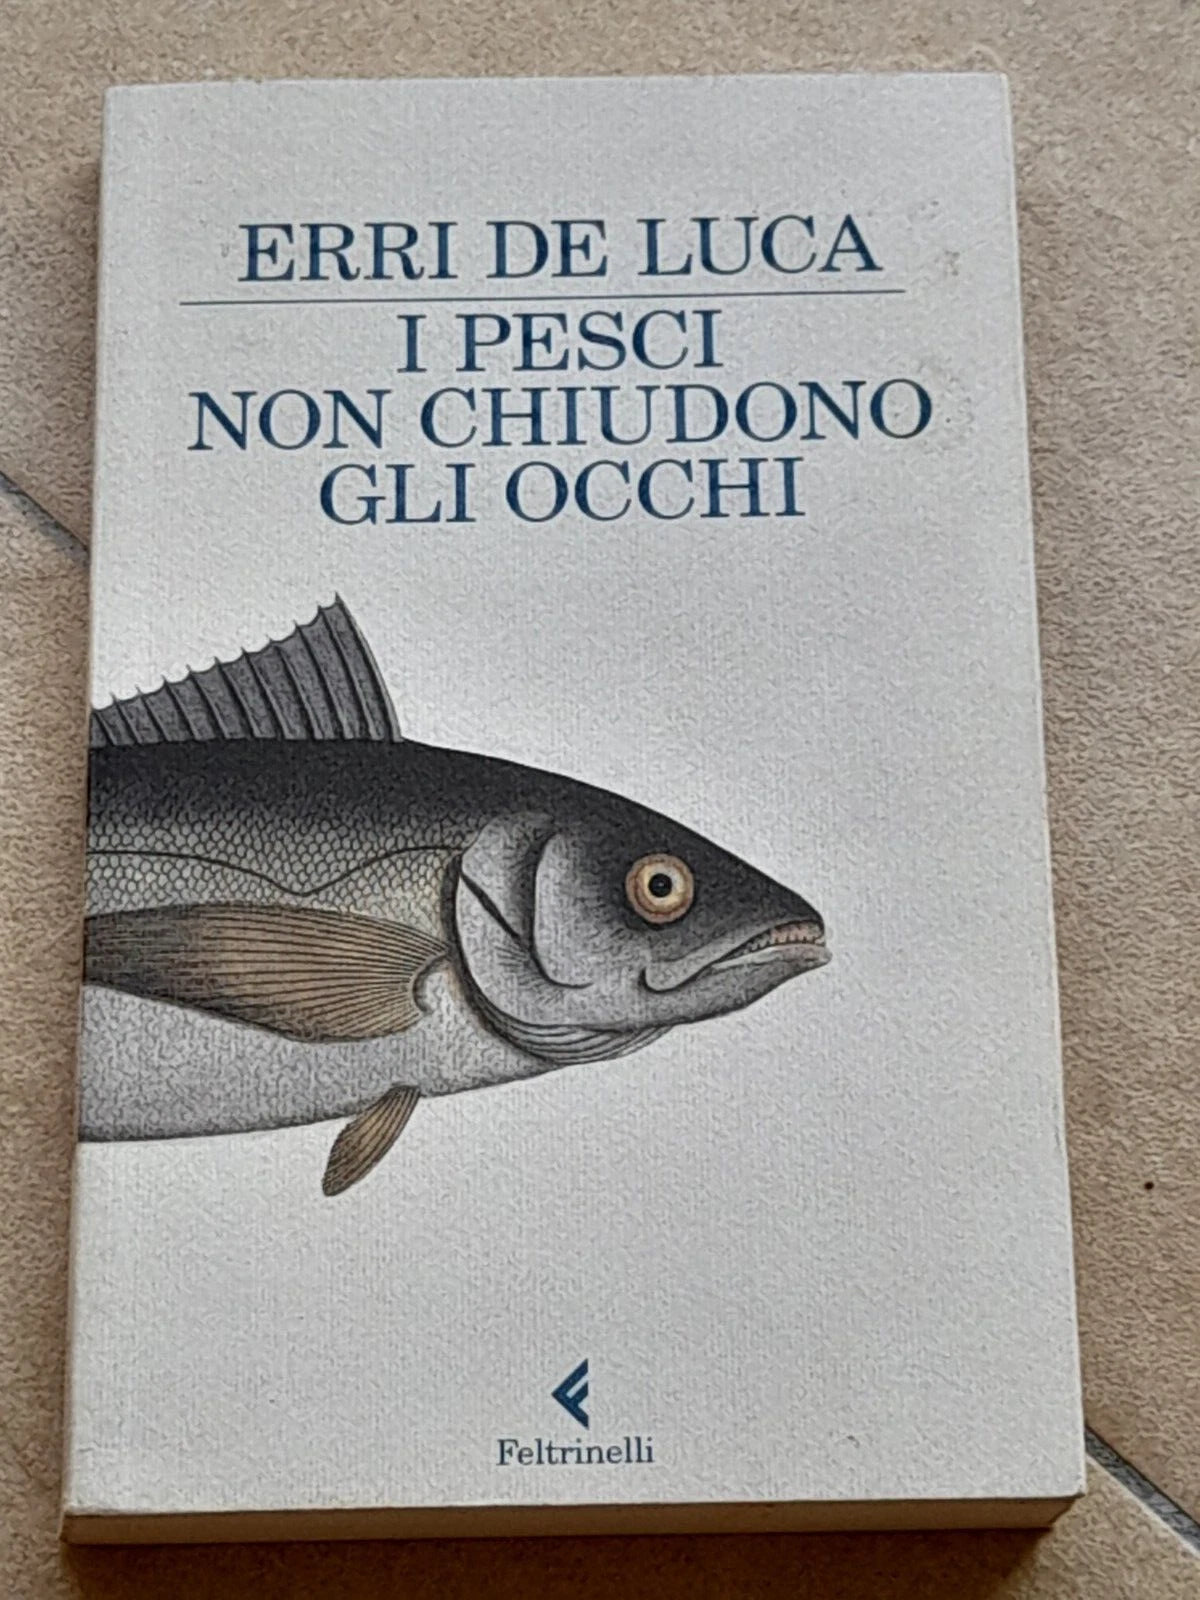 ERRI DE LUCA
I PESCI
NON CHIUDONO
GLI OCCHI
Feltrinelli